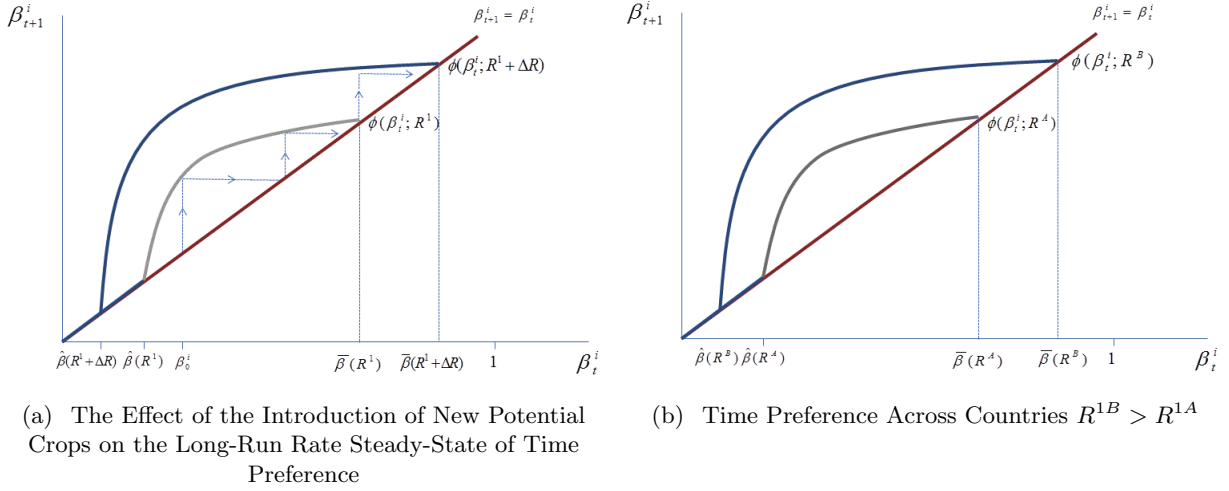 β^i_{t+1}
β^i_{t+1} = β^i_t
ϕ(β^i_t; R^1 + ΔR)
ϕ(β^i_t; R^1)
β̂(R^1+ΔR) β̂(R^1) β^i_0 β̄(R^1) β̄(R^1+ΔR) 1 β^i_t
(a) The Effect of the Introduction of New Potential
Crops on the Long-Run Rate Steady-State of Time
Preference
β^i_{t+1}
β^i_{t+1} = β^i_t
ϕ(β^i_t; R^B)
ϕ(β^i_t; R^A)
β̂(R^B) β̂(R^A) β̄(R^A) β̄(R^B) 1 β^i_t
(b) Time Preference Across Countries R^{1B} > R^{1A}